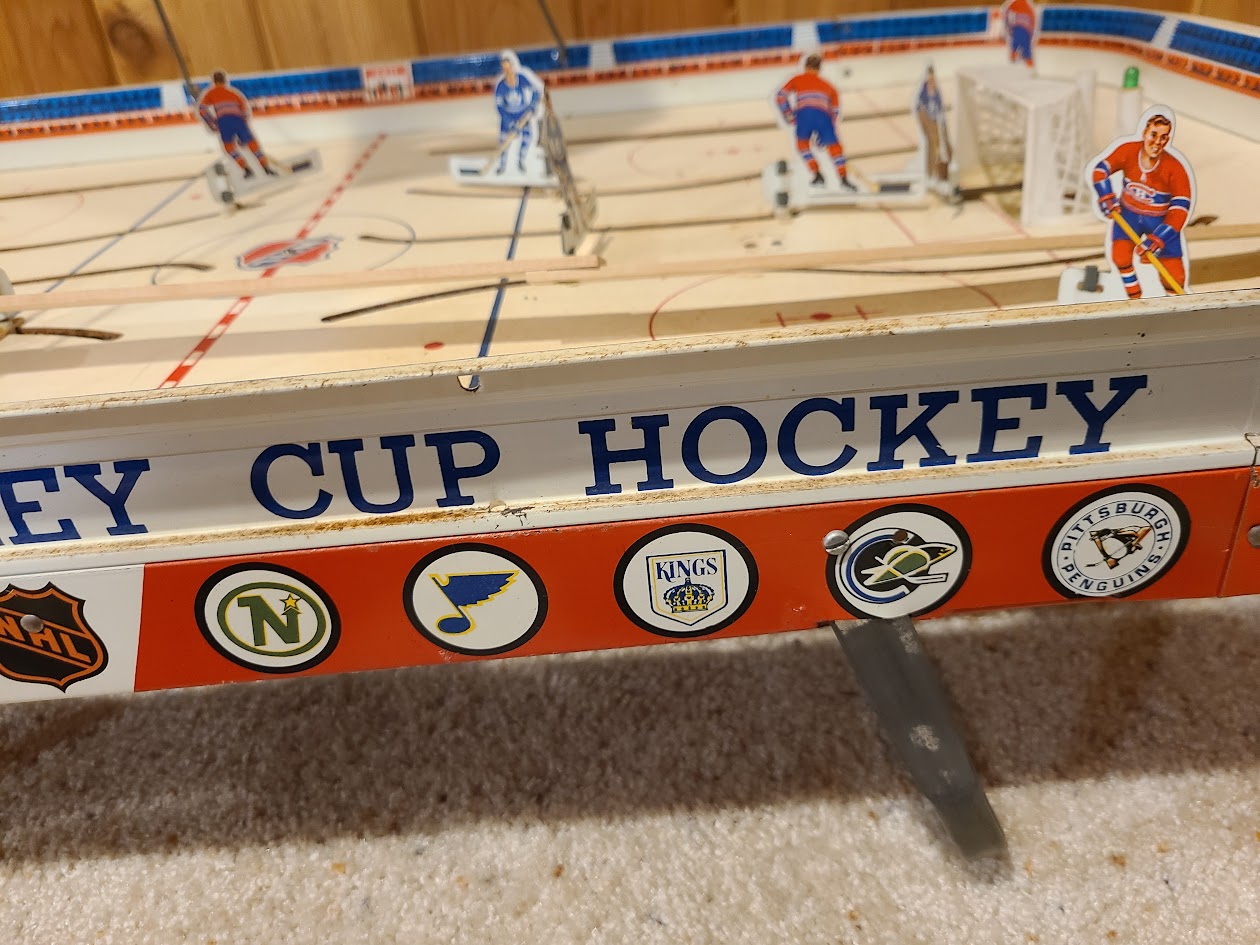 EY CUP HOCKEY
NHL
N
KINGS
C
PITTSBURGH
PENGUINS